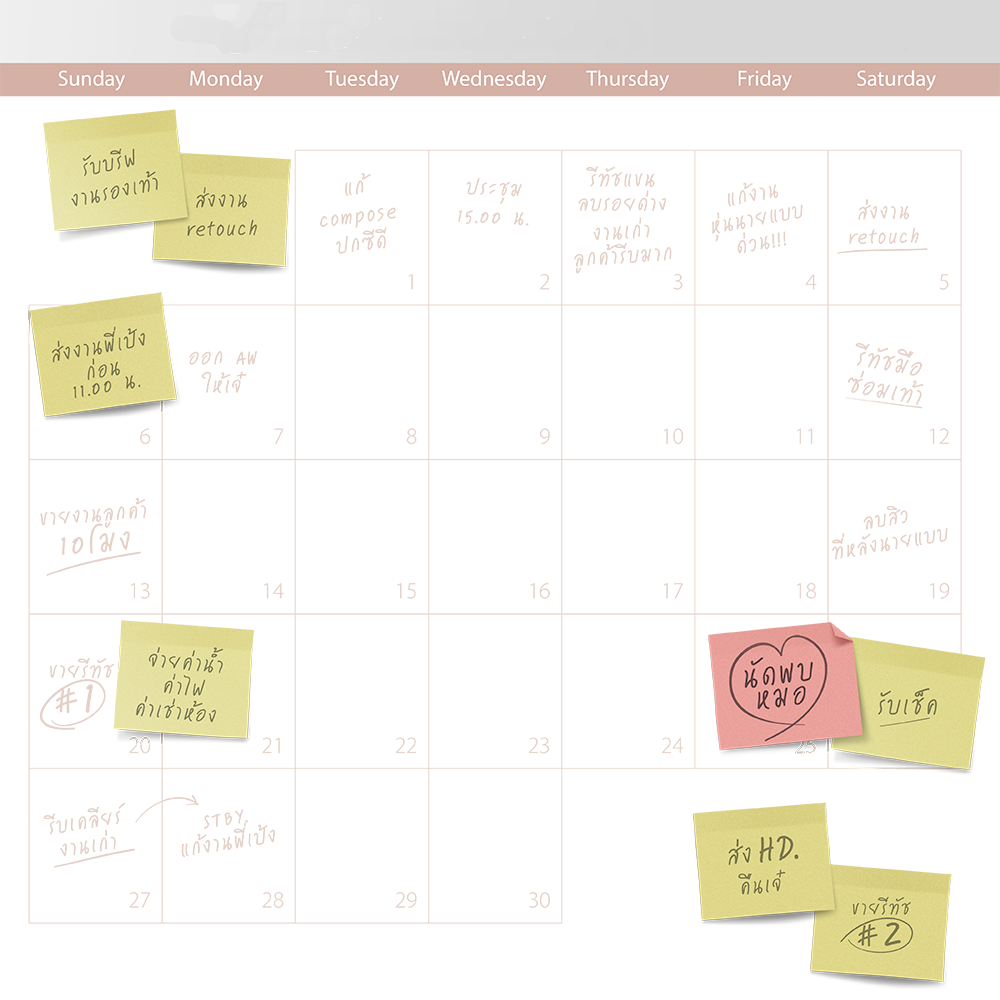 Sunday Monday Tuesday Wednesday Thursday Friday Saturday
รับบรีฟ
งานรองเท้า
ส่งงาน
retouch
แก้
compose
ปกซีดี
1
ประชุม
15.00 น.
2
รีทัชแขน
ลบรอยด่าง
งานเก่า
ลูกค้ารีบมาก
3
แก้งาน
หุ่นนายแบบ
ด่วน!!!
4
ส่งงาน
retouch
5
ส่งงานพี่เป้ง
ก่อน
11.00 น.
6
ออก AW
ให้เจ๋
7
8
9
10
11
รีทัชมือ
ซ่อมเท้า
12
ขายงานลูกค้า
10โมง
13
14
15
16
17
18
ลบสิว
ที่หลังนายแบบ
19
ขายรีทัช
#1
20
จ่ายค่าน้ำ
ค่าไฟ
ค่าเช่าห้อง
21
22
23
24
นัดพบ
หมอ
25
รับเช็ค
รีบเคลียร์
งานเก่า
27
STBY
แก้งานพี่เป้ง
28
29
30
ส่ง HD.
คืนเจ๋
ขายรีทัช
#2